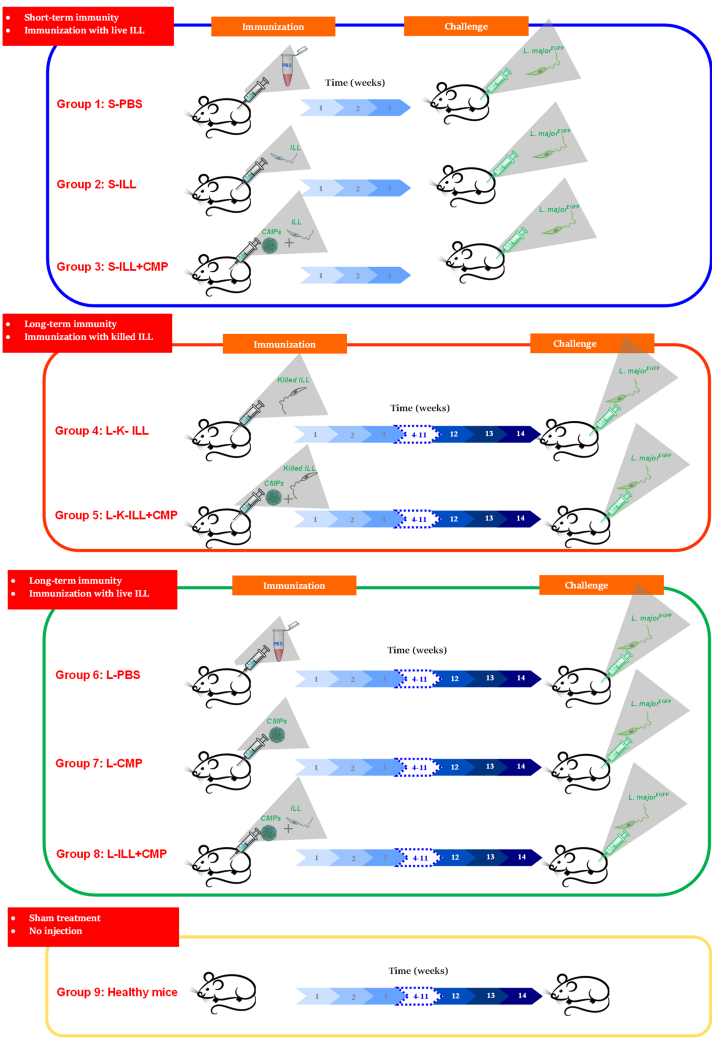 Short-term immunity
Immunization with live ILL
Immunization
Challenge
PBS
L. major EGFP
Time (weeks)
Group 1: S-PBS
1 2 3
ILL
L. major EGFP
Group 2: S-ILL
1 2 3
ILL
CMPs +
L. major EGFP
Group 3: S-ILL+CMP
1 2 3
Long-term immunity
Immunization with killed ILL
Immunization
Challenge
Killed ILL
L. major EGFP
Time (weeks)
Group 4: L-K- ILL
1 2 3 4 4-11 12 13 14
Killed ILL
CMPs +
L. major EGFP
Group 5: L-K-ILL+CMP
1 2 3 4 4-11 12 13 14
Long-term immunity
Immunization with live ILL
Immunization
Challenge
PBS
L. major EGFP
Time (weeks)
Group 6: L-PBS
1 2 3 4 4-11 12 13 14
CMPs
L. major EGFP
Group 7: L-CMP
1 2 3 4 4-11 12 13 14
ILL
CMPs +
L. major EGFP
Group 8: L-ILL+CMP
1 2 3 4 4-11 12 13 14
Sham treatment
No injection
Time (weeks)
Group 9: Healthy mice
1 2 3 4 4-11 12 13 14